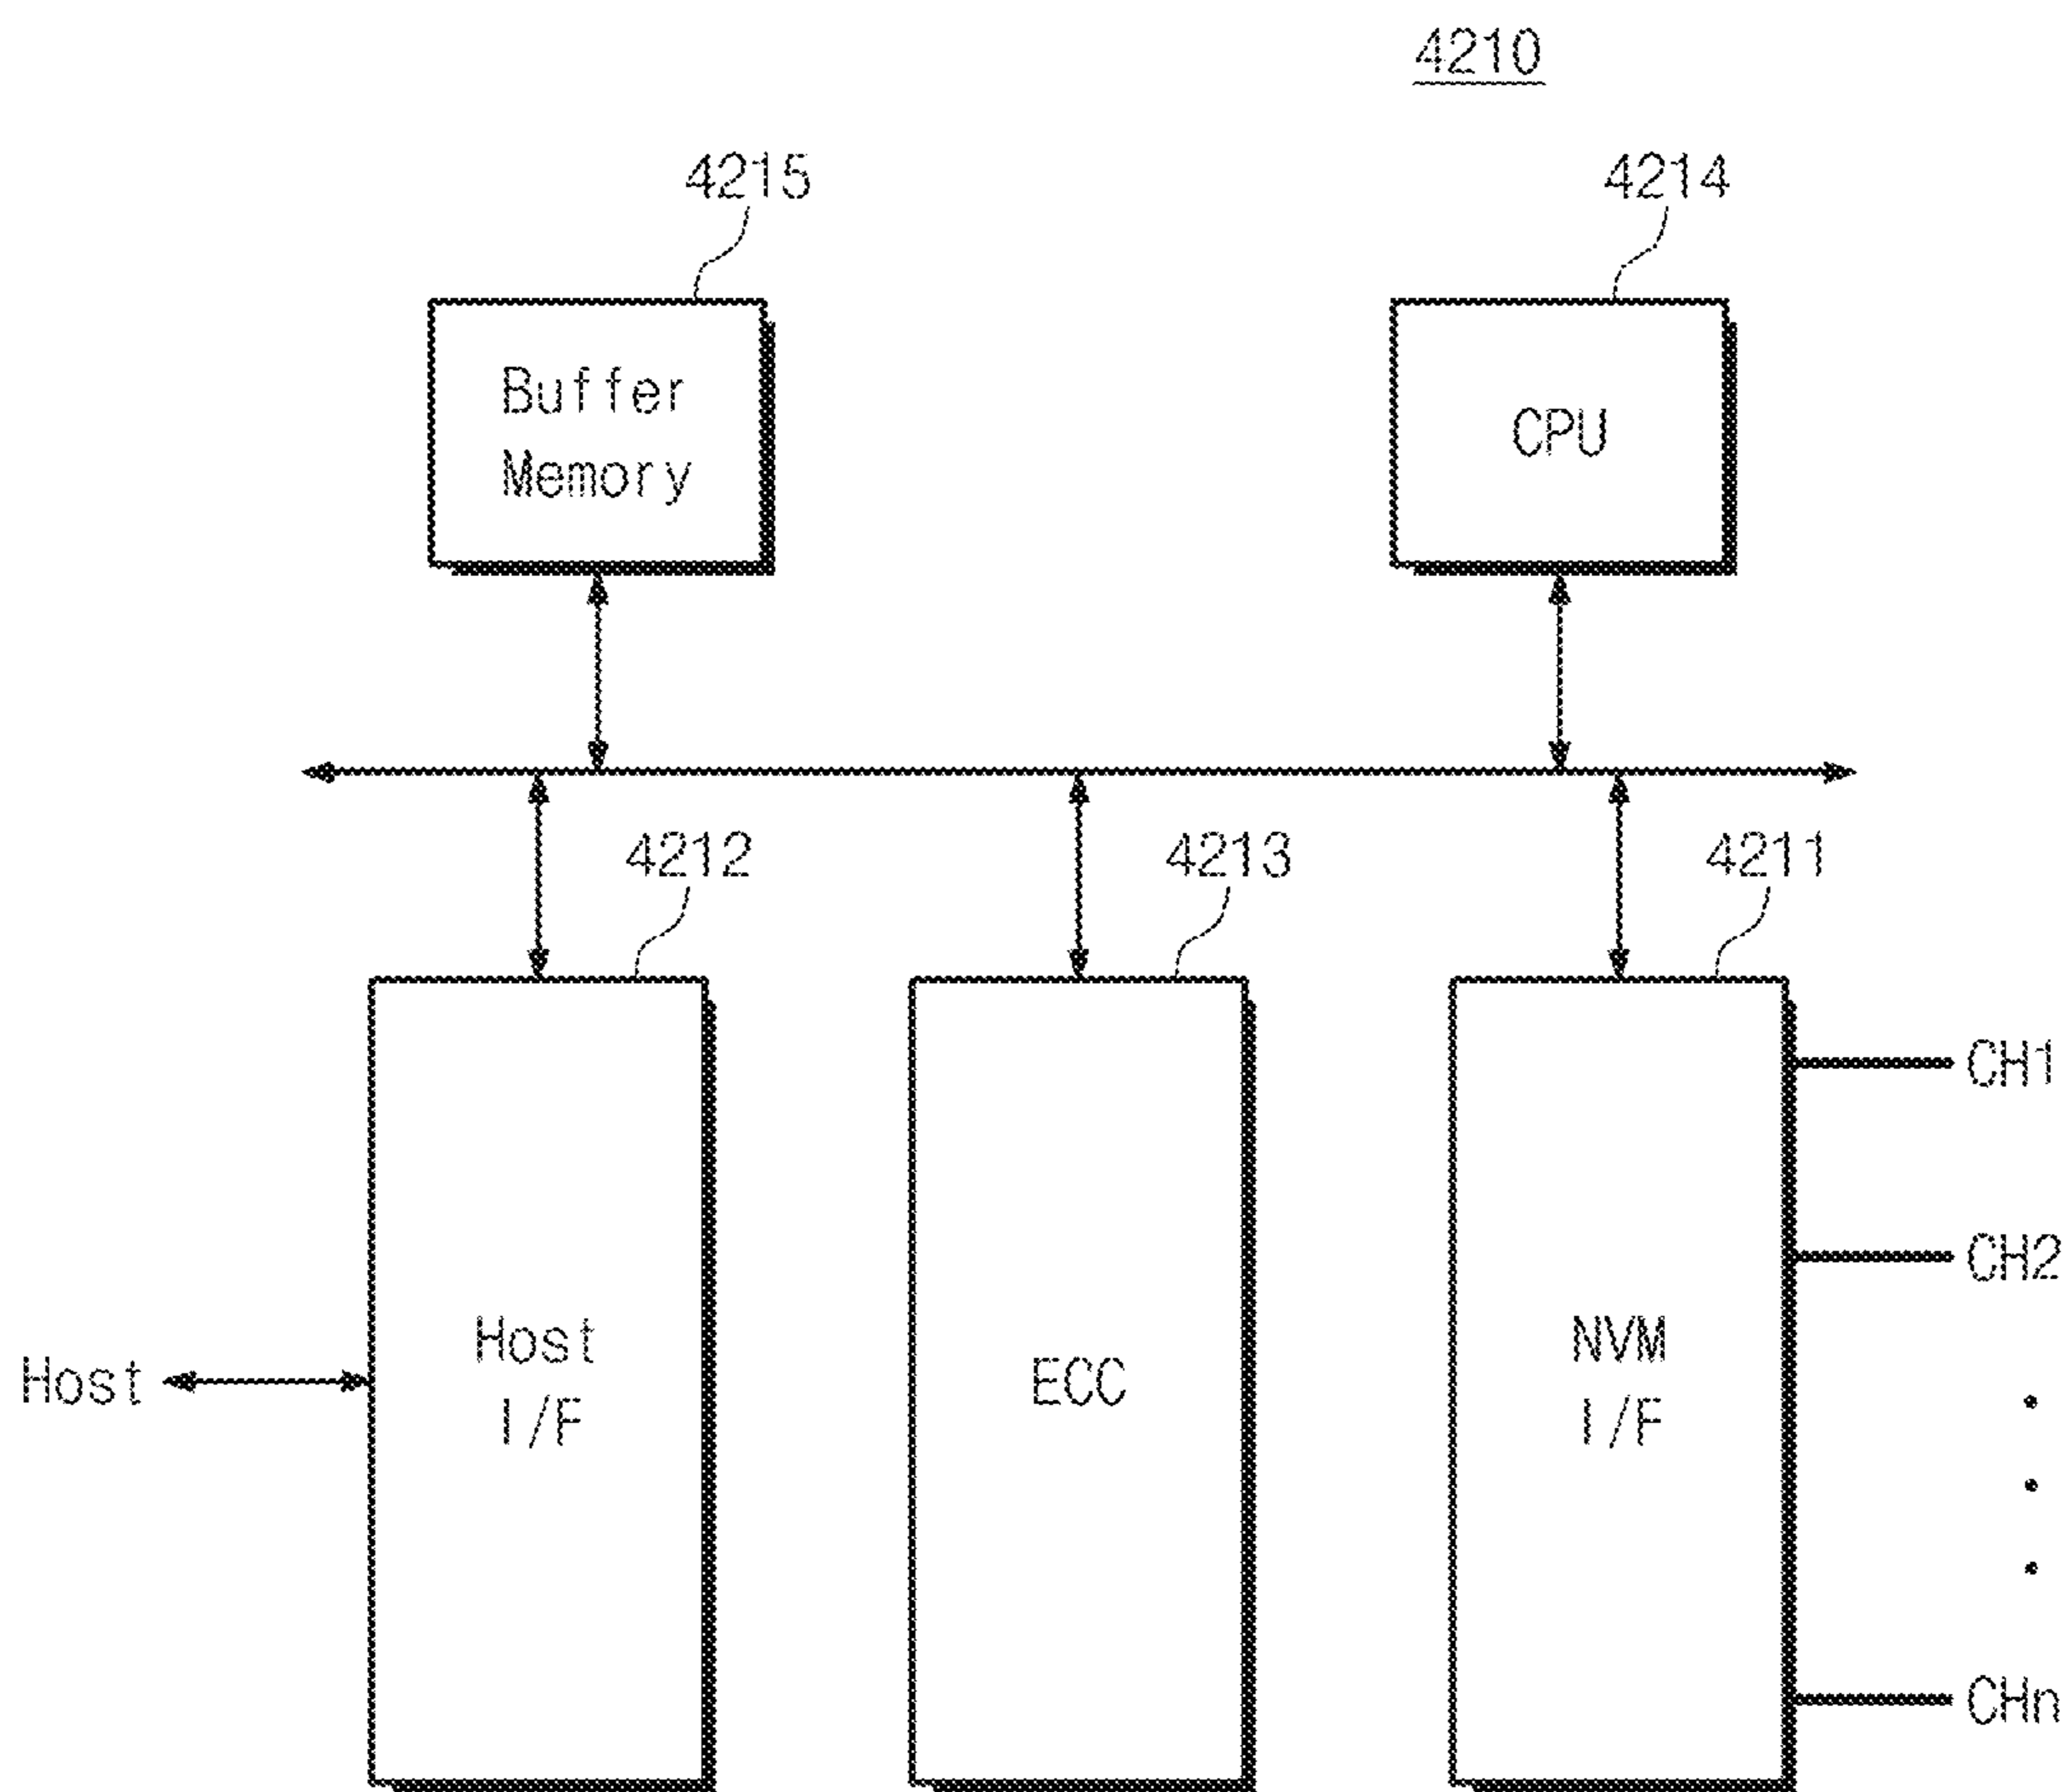 4210
4215
4214
Buffer
Memory
CPU
4212
4213
4211
CH1
CH2
Host
Host
I/F
ECC
NVM
I/F
CHn